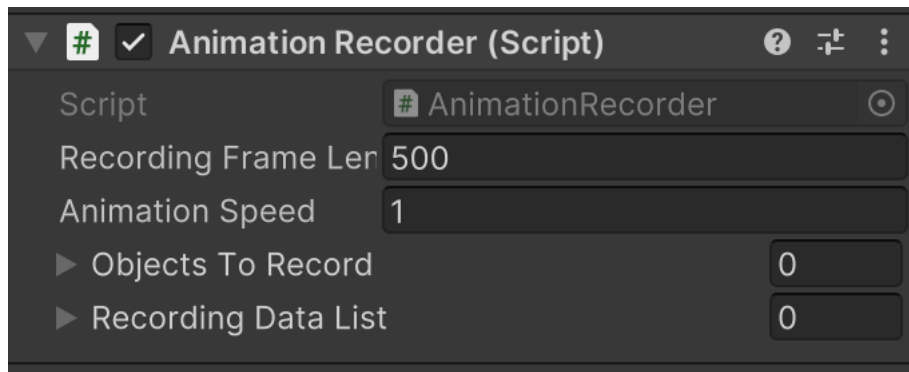 # Animation Recorder (Script) ?
Script # AnimationRecorder
Recording Frame Len 500
Animation Speed 1
Objects To Record 0
Recording Data List 0